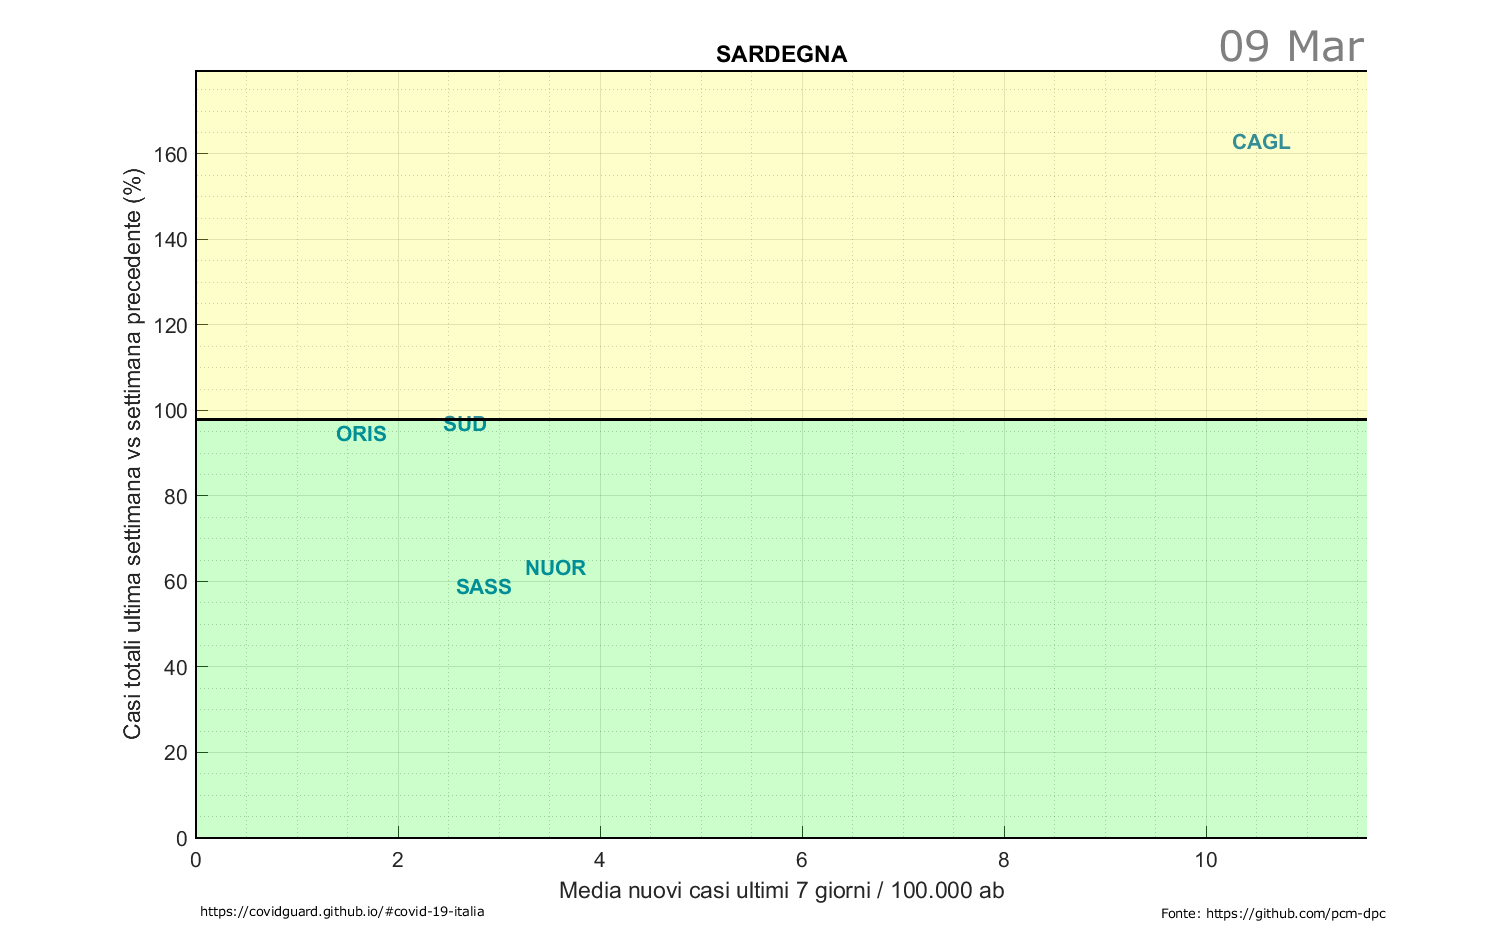 09 Mar
SARDEGNA
Casi totali ultima settimana vs settimana precedente (%)
160
140
120
100
80
60
40
20
0
CAGL
SUD
ORIS
NUOR
SASS
0 2 4 6 8 10
Media nuovi casi ultimi 7 giorni / 100.000 ab
https://covidguard.github.io/#covid-19-italia
Fonte: https://github.com/pcm-dpc